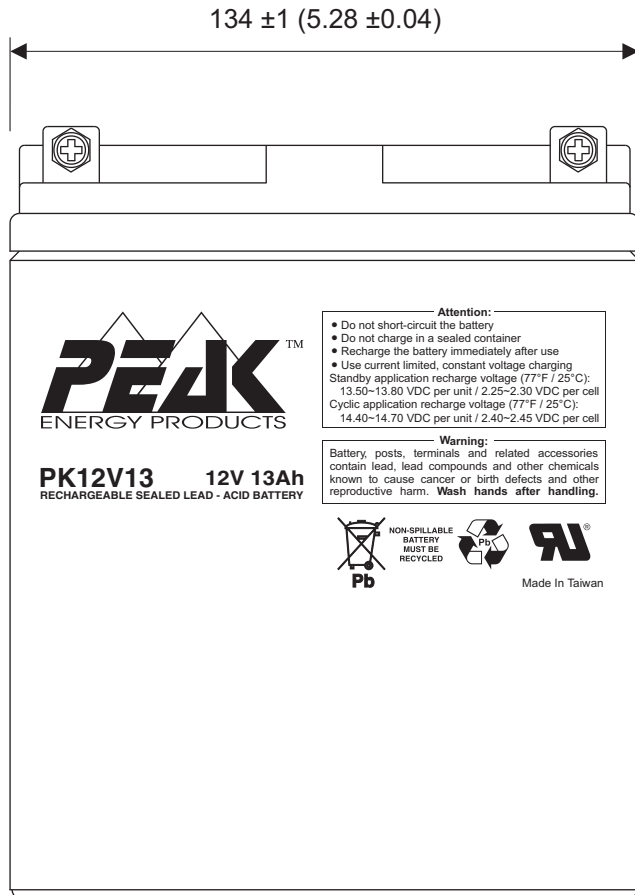 134 ±1 (5.28 ±0.04)
PEAK™
ENERGY PRODUCTS
PK12V13 12V 13Ah
RECHARGEABLE SEALED LEAD - ACID BATTERY
Attention:
• Do not short-circuit the battery
• Do not charge in a sealed container
• Recharge the battery immediately after use
• Use current limited, constant voltage charging
Standby application recharge voltage (77°F / 25°C):
13.50~13.80 VDC per unit / 2.25~2.30 VDC per cell
Cyclic application recharge voltage (77°F / 25°C):
14.40~14.70 VDC per unit / 2.40~2.45 VDC per cell
Warning:
Battery, posts, terminals and related accessories
contain lead, lead compounds and other chemicals
known to cause cancer or birth defects and other
reproductive harm. Wash hands after handling.
Pb
NON-SPILLABLE
BATTERY
MUST BE
RECYCLED
Pb
RU®
Made In Taiwan